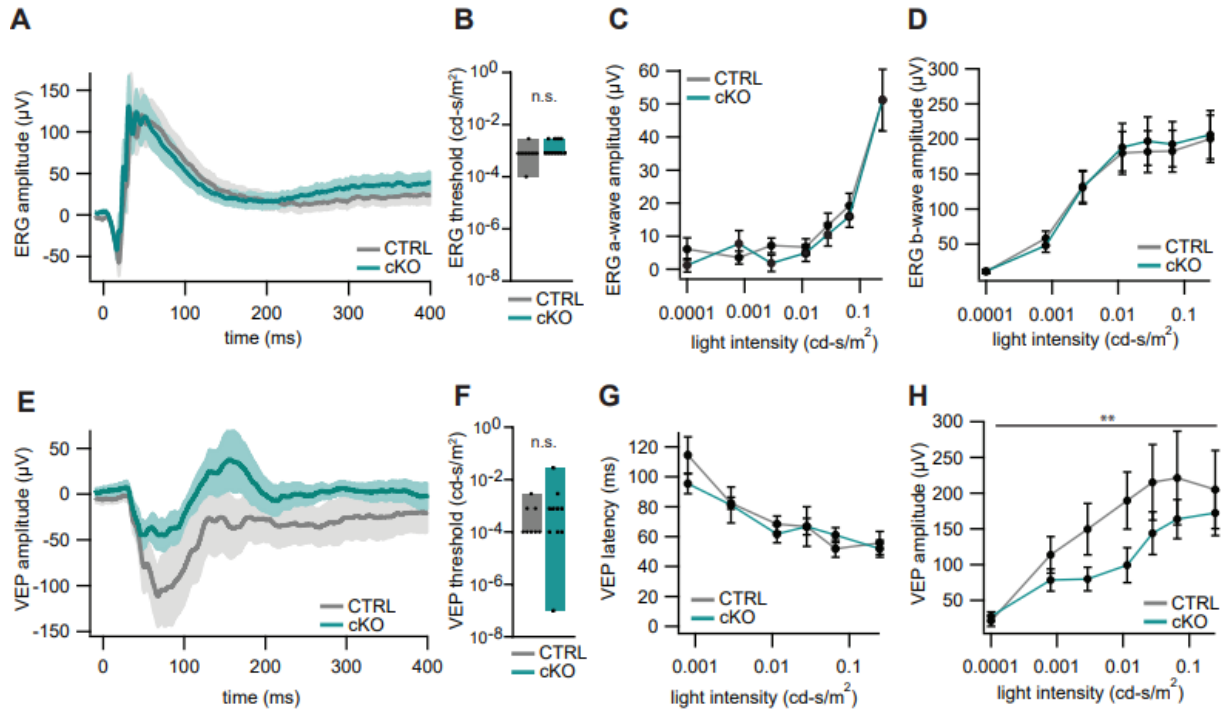 A
ERG amplitude (µV)
100
50
0
-50
0
100
200
300
400
time (ms)
CTRL
cKO
B
ERG threshold (cd-s/m²)
10⁰
10⁻²
10⁻⁴
10⁻⁶
10⁻⁸
n.s.
CTRL
cKO
C
ERG a-wave amplitude (µV)
60
50
40
30
20
10
0
CTRL
cKO
0.0001
0.001
0.01
0.1
light intensity (cd-s/m²)
D
ERG b-wave amplitude (µV)
300
250
200
150
100
50
CTRL
cKO
0.0001
0.001
0.01
0.1
light intensity (cd-s/m²)
E
VEP amplitude (µV)
50
0
-50
-100
-150
0
100
200
300
400
time (ms)
CTRL
cKO
F
VEP threshold (cd-s/m²)
10⁰
10⁻²
10⁻⁴
10⁻⁶
10⁻⁸
n.s.
CTRL
cKO
G
VEP latency (ms)
120
100
80
60
40
20
0
CTRL
cKO
0.001
0.01
0.1
light intensity (cd-s/m²)
H
VEP amplitude (µV)
300
250
200
150
100
50
**
CTRL
cKO
0.0001
0.001
0.01
0.1
light intensity (cd-s/m²)